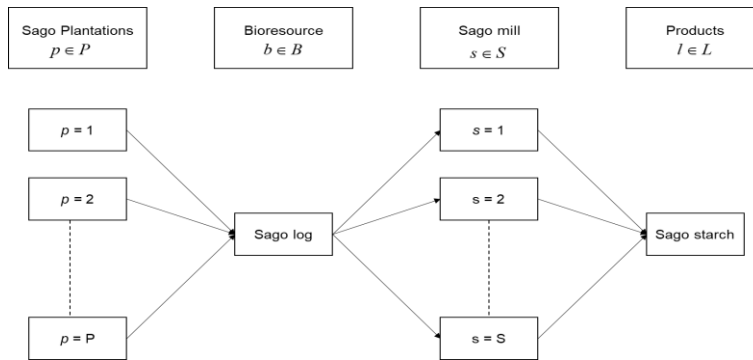 Sago Plantations
p ∈ P
Bioresource
b ∈ B
Sago mill
s ∈ S
Products
l ∈ L
p = 1
s = 1
p = 2
s = 2
Sago log
Sago starch
p = P
s = S